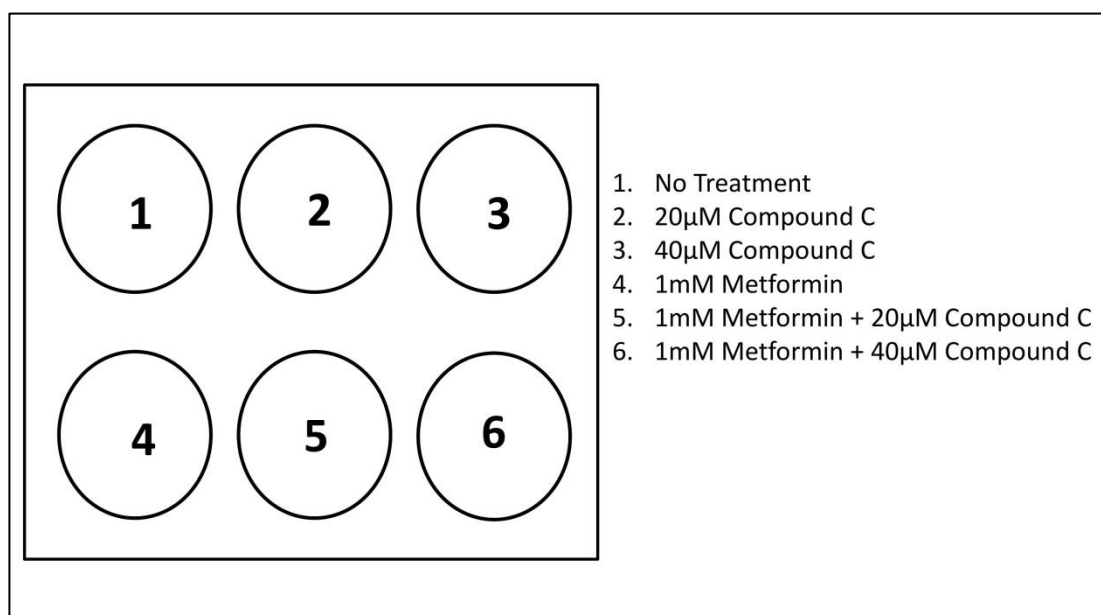 1
2
3
4
5
6
1. No Treatment
2. 20µM Compound C
3. 40µM Compound C
4. 1mM Metformin
5. 1mM Metformin + 20µM Compound C
6. 1mM Metformin + 40µM Compound C